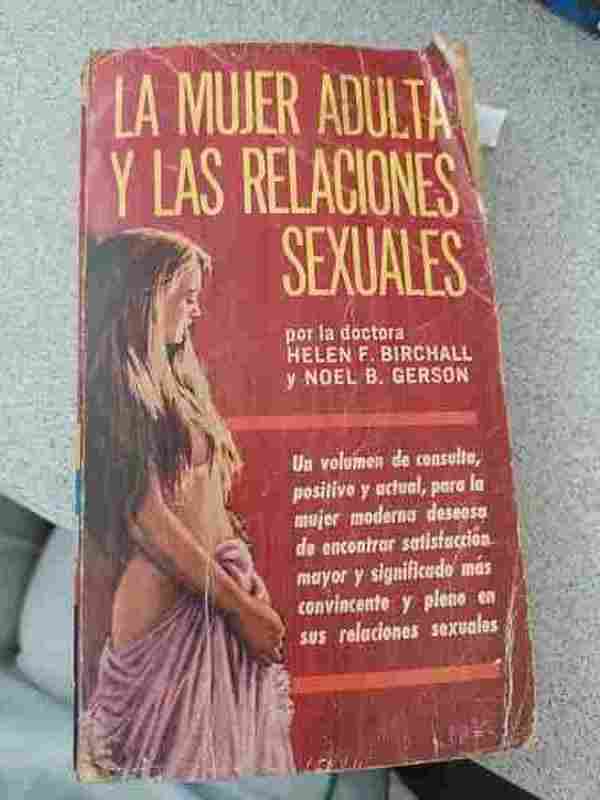 LA MUJER ADULTA
Y LAS RELACIONES
SEXUALES
por la doctora
HELEN F. BIRCHALL
y NOEL B. GERSON
Un volumen de consulta,
positivo y actual, para la
mujer moderna deseosa
de encontrar satisfacción
mayor y significado más
convincente y pleno en
sus relaciones sexuales